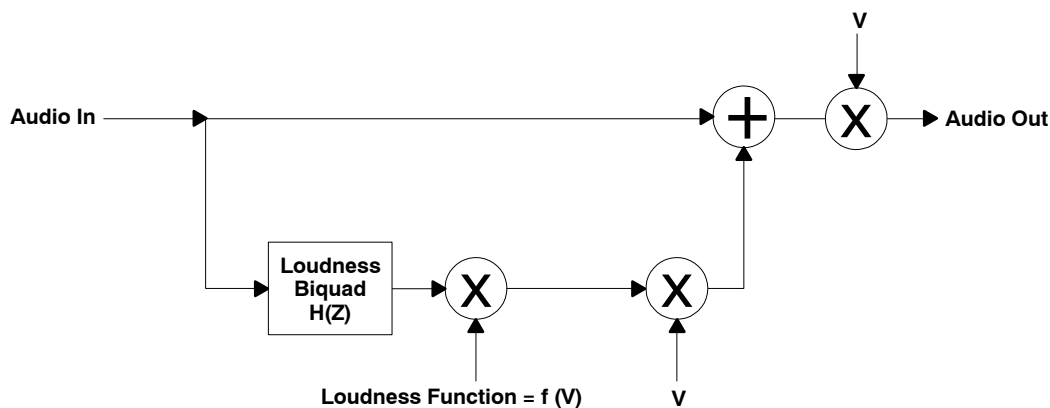 V
Audio In
+
X
Audio Out
Loudness
Biquad
H(Z)
X
X
Loudness Function = f (V)
V